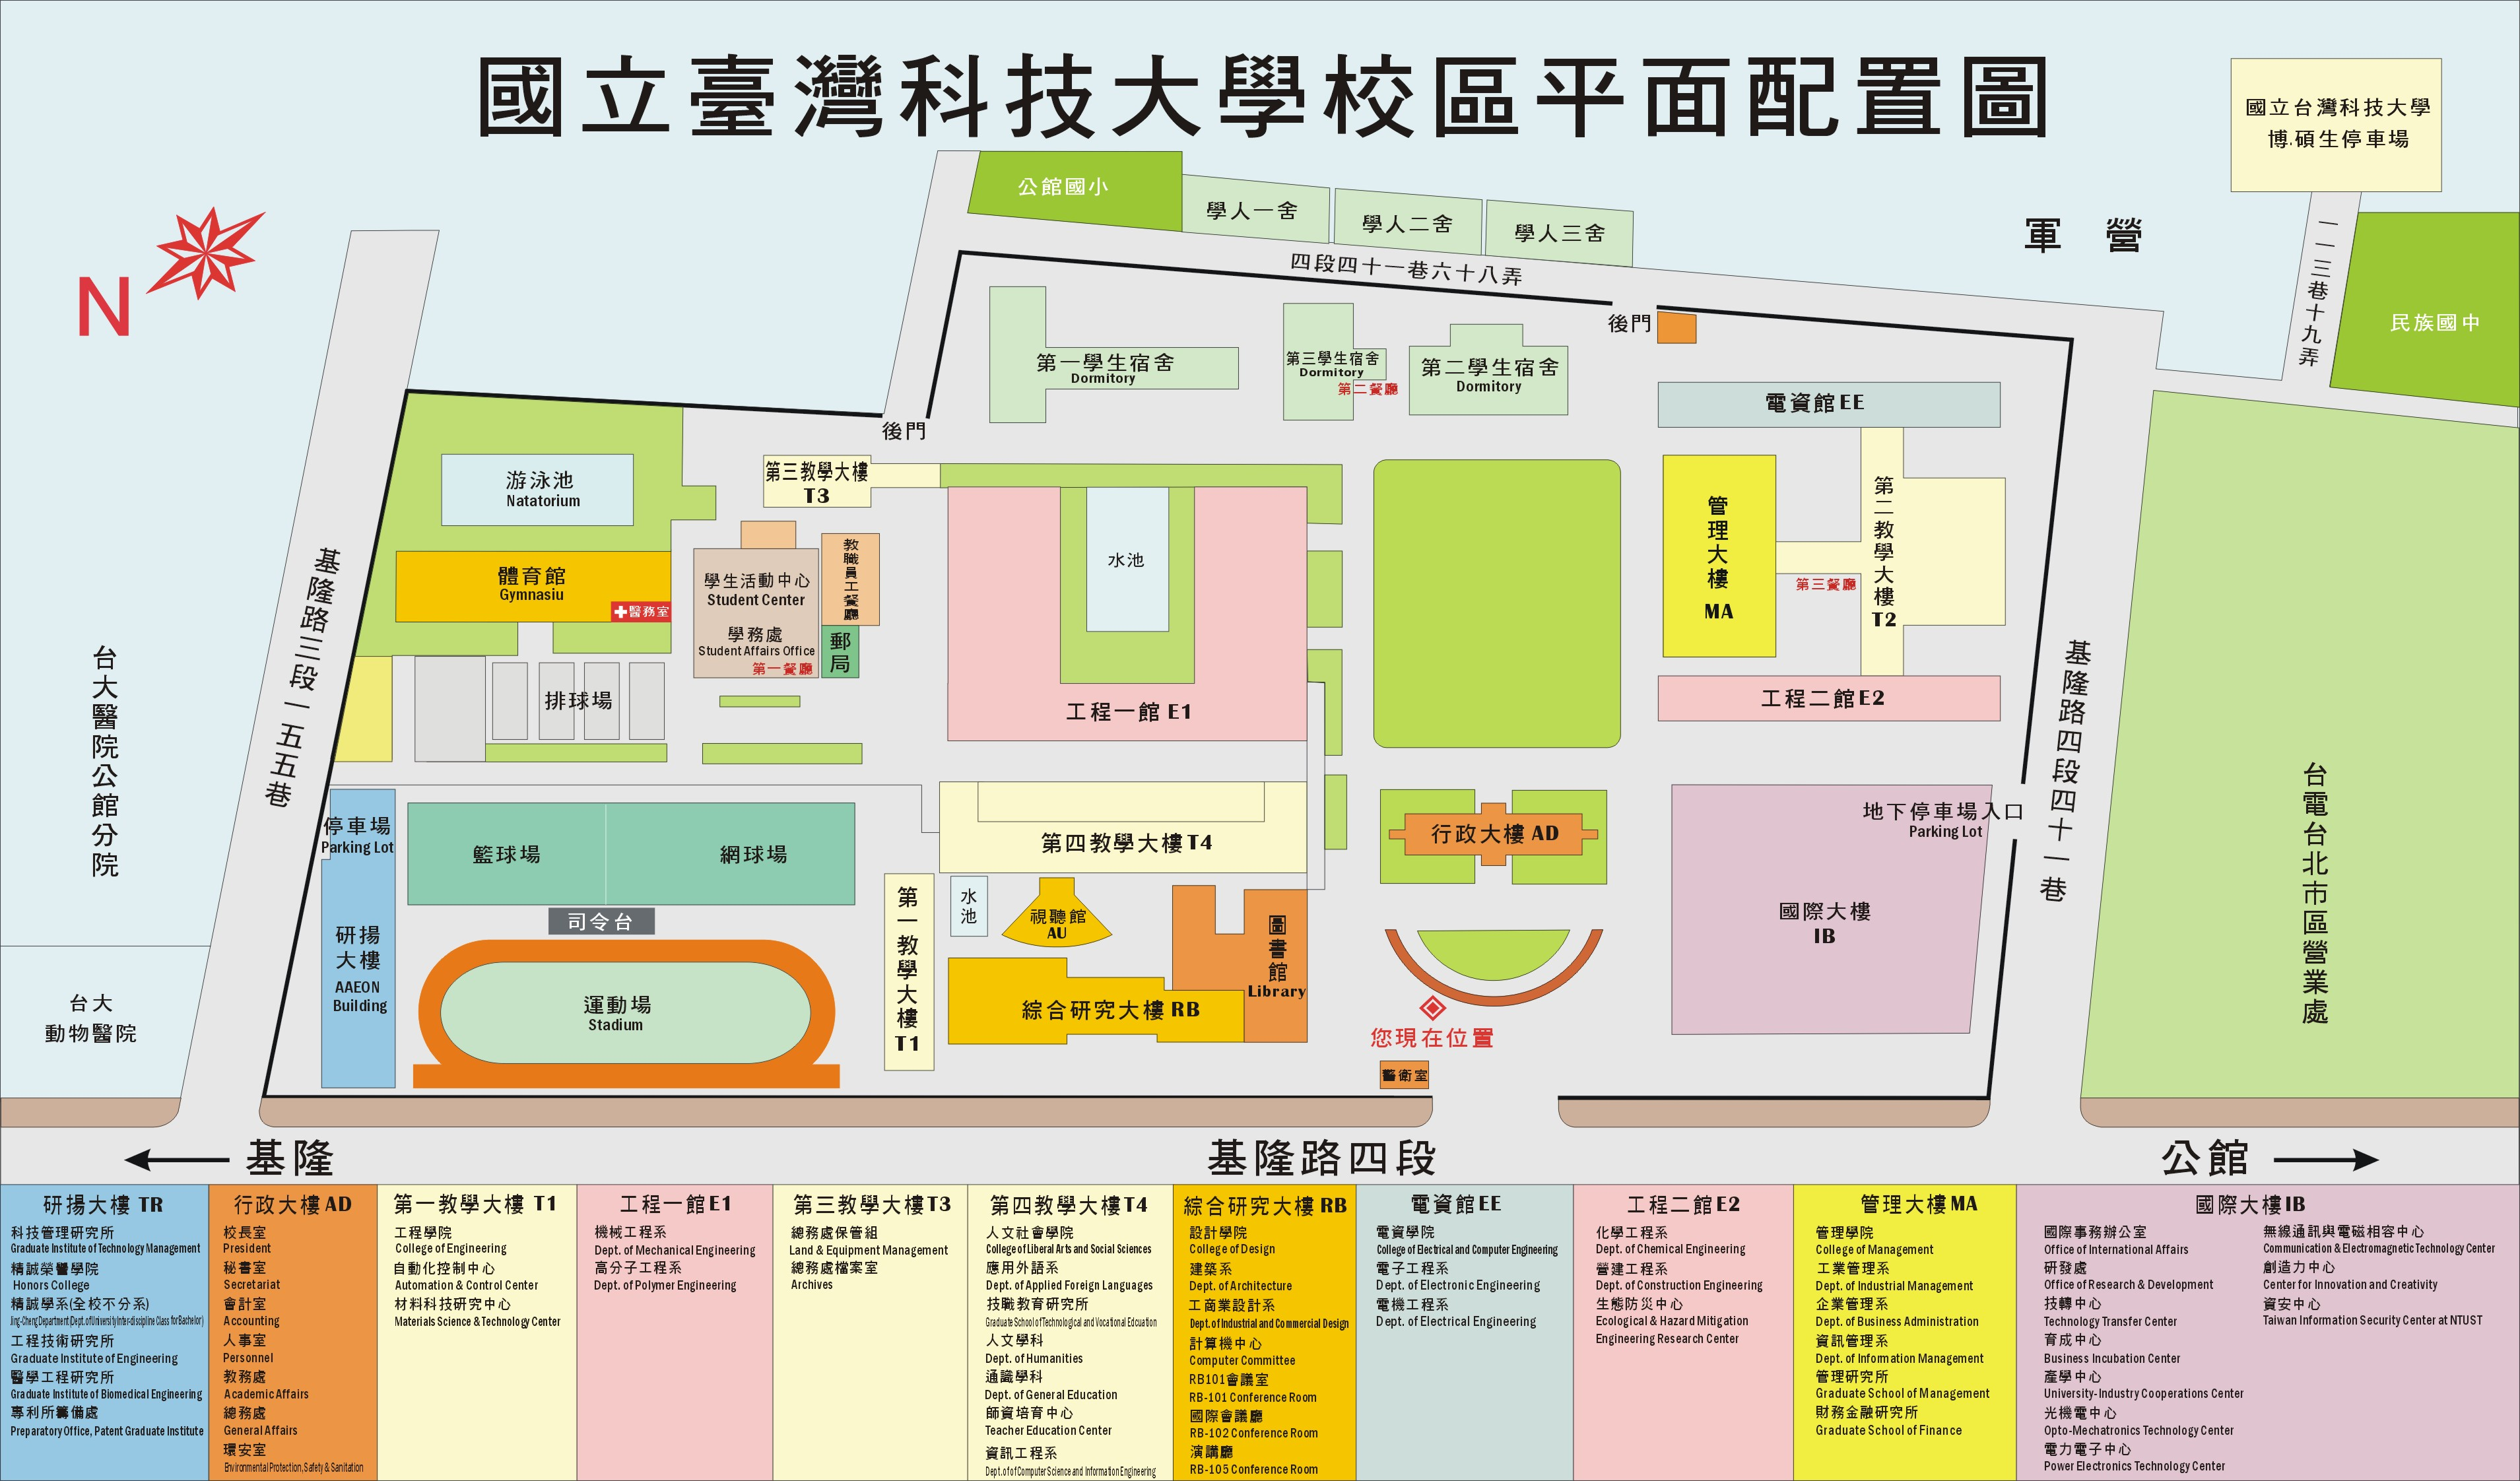 國立臺灣科技大學校區平面配置圖
國立台灣科技大學
博.碩生停車場
公館國小
學人一舍
學人二舍
學人三舍
軍 營
一一三巷十九弄
民族國中
N
四段四十一巷六十八弄
後門
第一學生宿舍
Dormitory
第三學生宿舍
Dormitory
第二餐廳
第二學生宿舍
Dormitory
電資館EE
後門
游泳池
Natatorium
第三教學大樓
T3
體育館
Gymnasiu
醫務室
學生活動中心
Student Center
學務處
Student Affairs Office
第一餐廳
教職員工餐廳
郵局
水池
工程一館 E1
管理大樓
MA
第二教學大樓
T2
第三餐廳
工程二館E2
基隆路三段一五五巷
基隆路四段四十一巷
台大醫院公館分院
台電台北市區營業處
排球場
停車場
Parking Lot
籃球場
網球場
司令台
運動場
Stadium
研揚
大樓
AAEON
Building
第四教學大樓T4
第一教學大樓
T1
水池
視聽館
AU
圖書館
Library
綜合研究大樓 RB
行政大樓 AD
地下停車場入口
Parking Lot
國際大樓
IB
您現在位置
警衛室
台大
動物醫院
基隆
基隆路四段
公館
研揚大樓 TR
科技管理研究所
Graduate Institute of Technology Management
精誠榮譽學院
Honors College
精誠學系(全校不分系)
Jing-Cheng Department (Dept. of University Inter-discipline Class for Bachelor)
工程技術研究所
Graduate Institute of Engineering
醫學工程研究所
Graduate Institute of Biomedical Engineering
專利所籌備處
Preparatory Office, Patent Graduate Institute
行政大樓 AD
校長室
President
秘書室
Secretariat
會計室
Accounting
人事室
Personnel
教務處
Academic Affairs
總務處
General Affairs
環安室
Environmental Protection, Safety & Sanitation
第一教學大樓 T1
工程學院
College of Engineering
自動化控制中心
Automation & Control Center
材料科技研究中心
Materials Science & Technology Center
工程一館E1
機械工程系
Dept. of Mechanical Engineering
高分子工程系
Dept. of Polymer Engineering
第三教學大樓T3
總務處保管組
Land & Equipment Management
總務處檔案室
Archives
第四教學大樓T4
人文社會學院
College of Liberal Arts and Social Sciences
應用外語系
Dept. of Applied Foreign Languages
技職教育研究所
Graduate School of Technological and Vocational Education
人文學科
Dept. of Humanities
通識學科
Dept. of General Education
師資培育中心
Teacher Education Center
資訊工程系
Dept. of of Computer Science and Information Engineering
綜合研究大樓 RB
設計學院
College of Design
建築系
Dept. of Architecture
工商業設計系
Dept. of Industrial and Commercial Design
計算機中心
Computer Committee
RB101會議室
RB-101 Conference Room
國際會議廳
RB-102 Conference Room
演講廳
RB-105 Conference Room
電資館EE
電資學院
College of Electrical and Computer Engineering
電子工程系
Dept. of Electronic Engineering
電機工程系
Dept. of Electrical Engineering
工程二館E2
化學工程系
Dept. of Chemical Engineering
營建工程系
Dept. of Construction Engineering
生態防災中心
Ecological & Hazard Mitigation
Engineering Research Center
管理大樓MA
管理學院
College of Management
工業管理系
Dept. of Industrial Management
企業管理系
Dept. of Business Administration
資訊管理系
Dept. of Information Management
管理研究所
Graduate School of Management
財務金融研究所
Graduate School of Finance
國際大樓IB
國際事務辦公室
Office of International Affairs
研發處
Office of Research & Development
技轉中心
Technology Transfer Center
育成中心
Business Incubation Center
產學中心
University-Industry Cooperations Center
光機電中心
Opto-Mechatronics Technology Center
電力電子中心
Power Electronics Technology Center
無線通訊與電磁相容中心
Communication & Electromagnetic Technology Center
創造力中心
Center for Innovation and Creativity
資安中心
Taiwan Information Security Center at NTUST